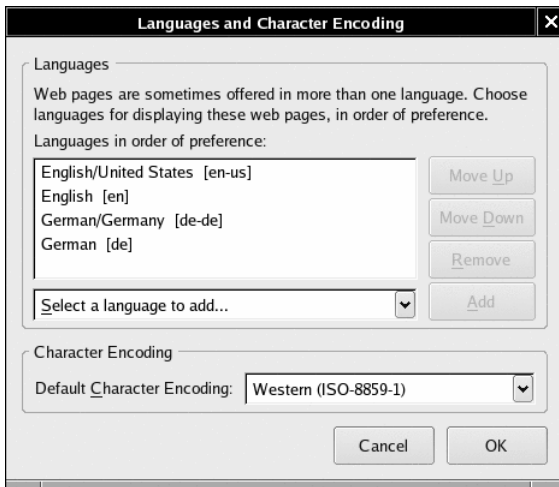 Languages and Character Encoding
Languages
Web pages are sometimes offered in more than one language. Choose
languages for displaying these web pages, in order of preference.
Languages in order of preference:
English/United States [en-us]
English [en]
German/Germany [de-de]
German [de]
Move Up
Move Down
Remove
Select a language to add...
Add
Character Encoding
Default Character Encoding:
Western (ISO-8859-1)
Cancel
OK